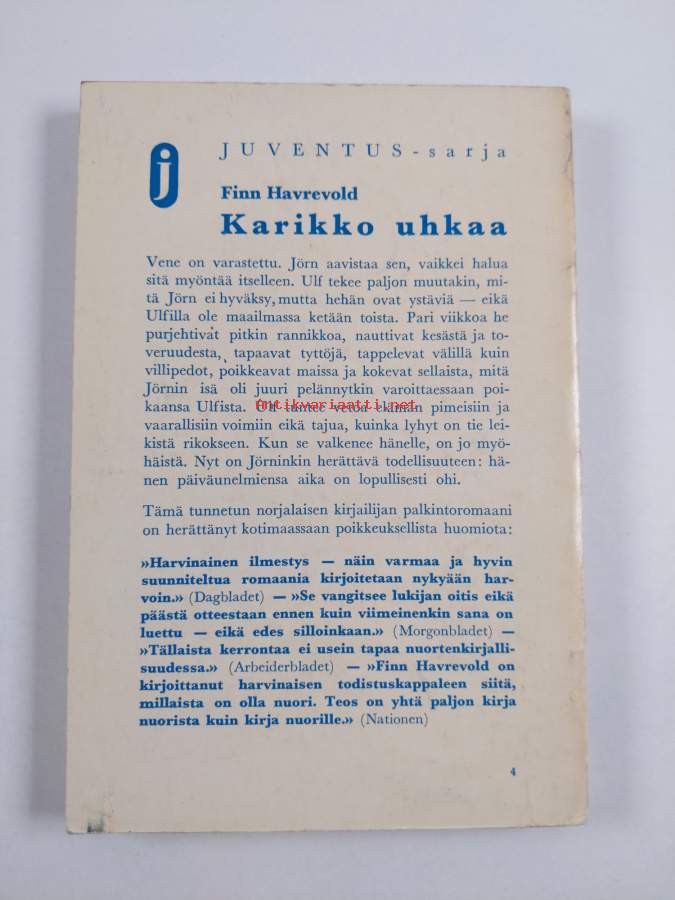 j
JUVENTUS-sarja
Finn Havrevold
Karikko uhkaa
Vene on varastettu. Jörn aavistaa sen, vaikkei halua
sitä myöntää itselleen. Ulf tekee paljon muutakin, mi-
tä Jörn ei hyväksy, mutta hehän ovat ystäviä — eikä
Ulfilla ole maailmassa ketään toista. Pari viikkoa he
purjehtivat pitkin rannikkoa, nauttivat kesästä ja to-
veruudesta, tapaavat tyttöjä, tappelevat välillä kuin
villipedot, poikkeavat maissa ja kokevat sellaista, mitä
Jörnin isä oli juuri pelännytkin varoittaessaan poi-
kaansa Ulfista. Ulf tuntee vetoa elämän pimeisiin ja
antikvariaatti.net
vaarallisiin voimiin eikä tajua, kuinka lyhyt on tie lei-
kistä rikokseen. Kun se valkenee hänelle, on jo myö-
häistä. Nyt on Jörninkin herättävä todellisuuteen: hä-
nen päiväunelmiensa aika on lopullisesti ohi.
Tämä tunnetun norjalaisen kirjailijan palkintoromaani
on herättänyt kotimaassaan poikkeuksellista huomiota:
»Harvinainen ilmestys — näin varmaa ja hyvin
suunniteltua romaania kirjoitetaan nykyään har-
voin.» (Dagbladet) — »Se vangitsee lukijan oitis eikä
päästä otteestaan ennen kuin viimeinenkin sana on
luettu — eikä edes silloinkaan.» (Morgonbladet) —
»Tällaista kerrontaa ei usein tapaa nuortenkirjalli-
suudessa.» (Arbeiderbladet) — »Finn Havrevold on
kirjoittanut harvinaisen todistuskappaleen siitä,
millaista on olla nuori. Teos on yhtä paljon kirja
nuorista kuin kirja nuorille.» (Nationen)
4